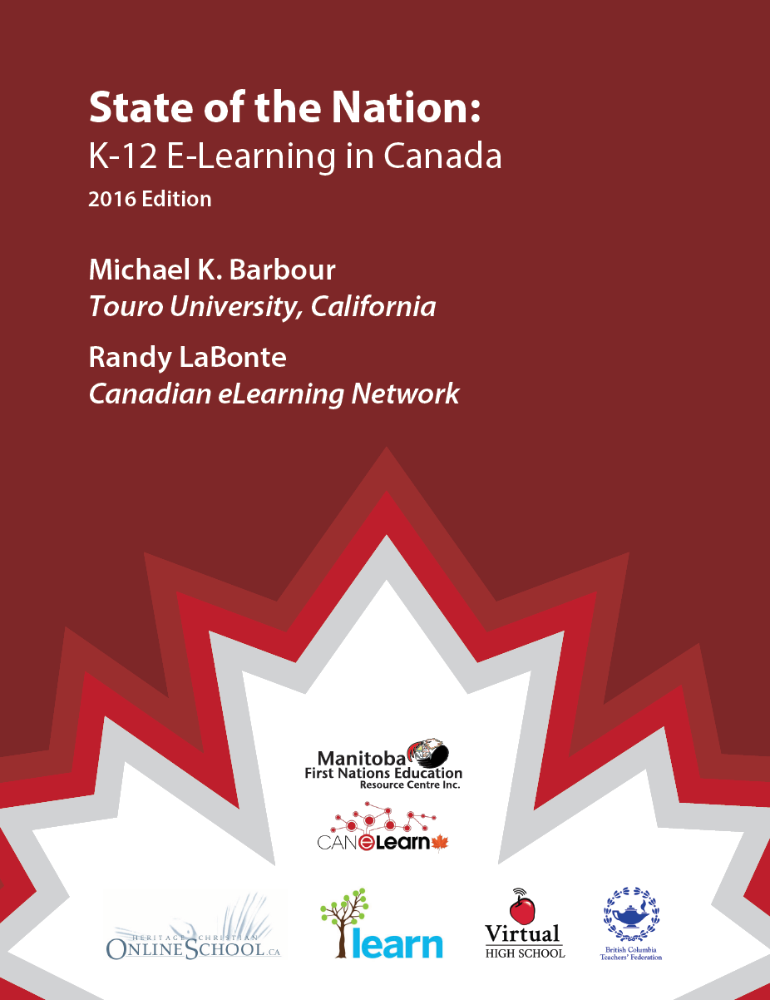 State of the Nation:
K-12 E-Learning in Canada
2016 Edition
Michael K. Barbour
Touro University, California
Randy LaBonte
Canadian eLearning Network
Manitoba
First Nations Education
Resource Centre Inc.
CANeLearn
HERITAGE CHRISTIAN
ONLINESCHOOL.CA
learn
Virtual
HIGH SCHOOL
British Columbia
Teachers' Federation